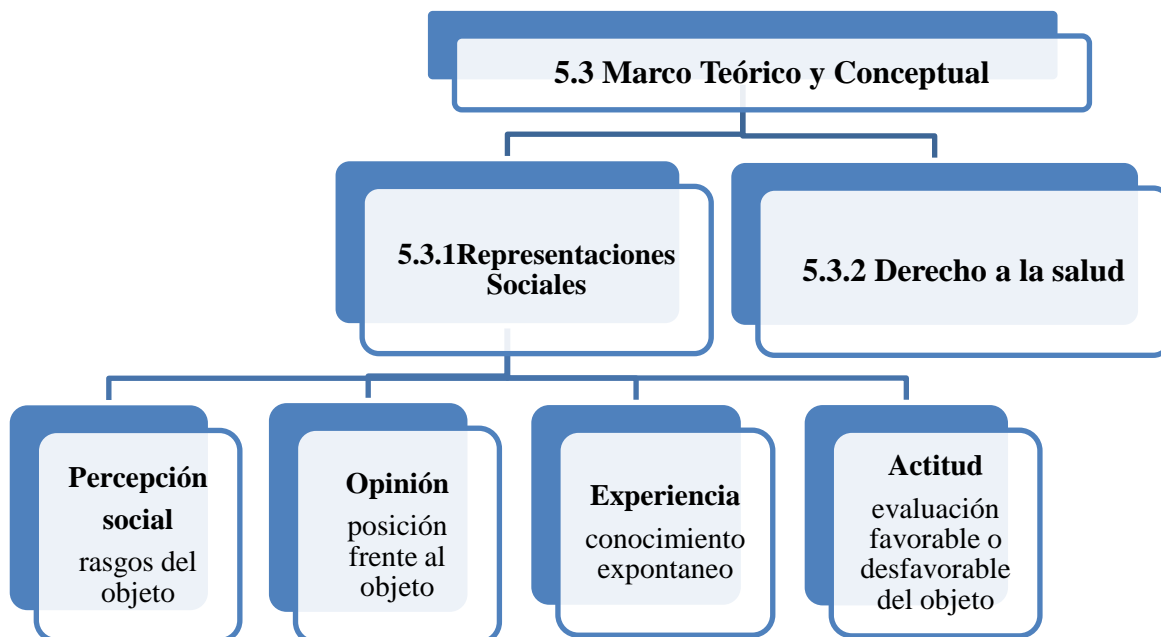 5.3 Marco Teórico y Conceptual
5.3.1Representaciones
Sociales
5.3.2 Derecho a la salud
Percepción
social
rasgos del
objeto
Opinión
posición
frente al
objeto
Experiencia
conocimiento
expontaneo
Actitud
evaluación
favorable o
desfavorable
del objeto